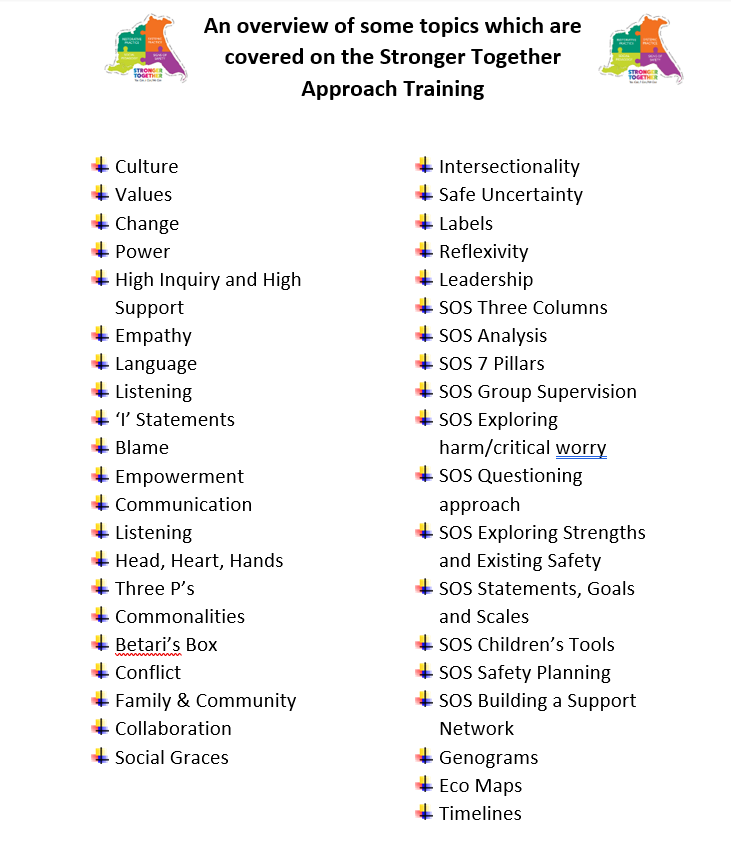 An overview of some topics which are
covered on the Stronger Together
Approach Training
STRONGER
TOGETHER
Culture
Values
Change
Power
High Inquiry and High
Support
Empathy
Language
Listening
‘I’ Statements
Blame
Empowerment
Communication
Listening
Head, Heart, Hands
Three P’s
Commonalities
Betari’s Box
Conflict
Family & Community
Collaboration
Social Graces
Intersectionality
Safe Uncertainty
Labels
Reflexivity
Leadership
SOS Three Columns
SOS Analysis
SOS 7 Pillars
SOS Group Supervision
SOS Exploring
harm/critical worry
SOS Questioning
approach
SOS Exploring Strengths
and Existing Safety
SOS Statements, Goals
and Scales
SOS Children’s Tools
SOS Safety Planning
SOS Building a Support
Network
Genograms
Eco Maps
Timelines
STRONGER
TOGETHER